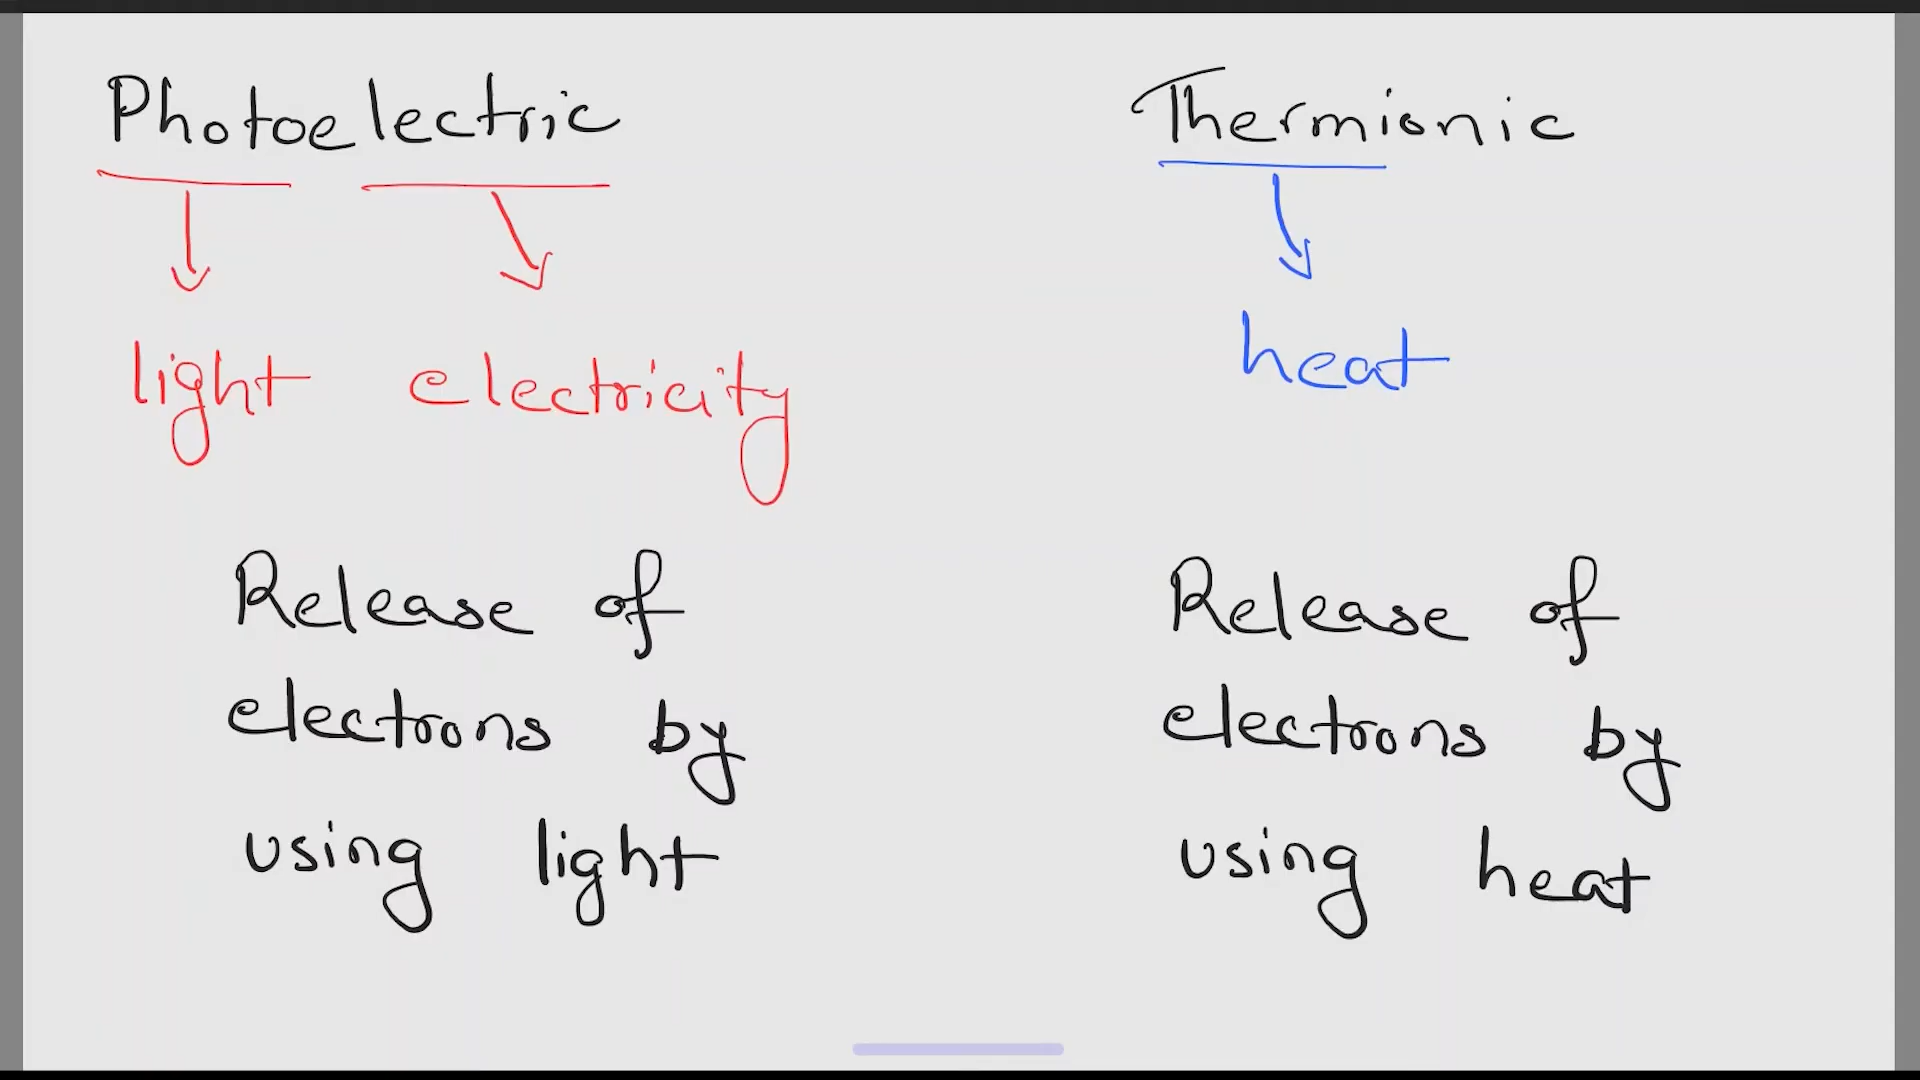 Photoelectric
light electricity
Release of
electrons by
using light
Thermionic
heat
Release of
electrons by
using heat